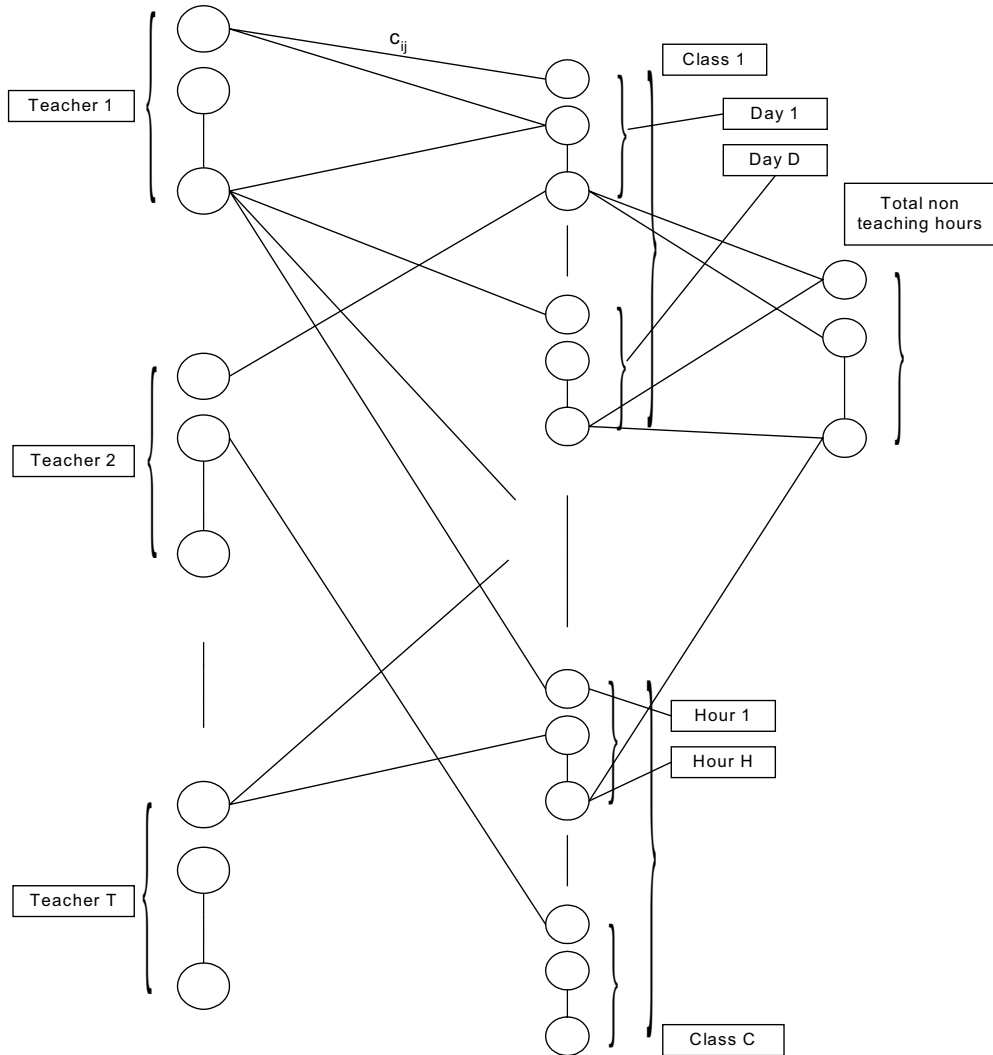 c_ij
Class 1
Teacher 1
Day 1
Day D
Total non
teaching hours
Teacher 2
Hour 1
Hour H
Teacher T
Class C